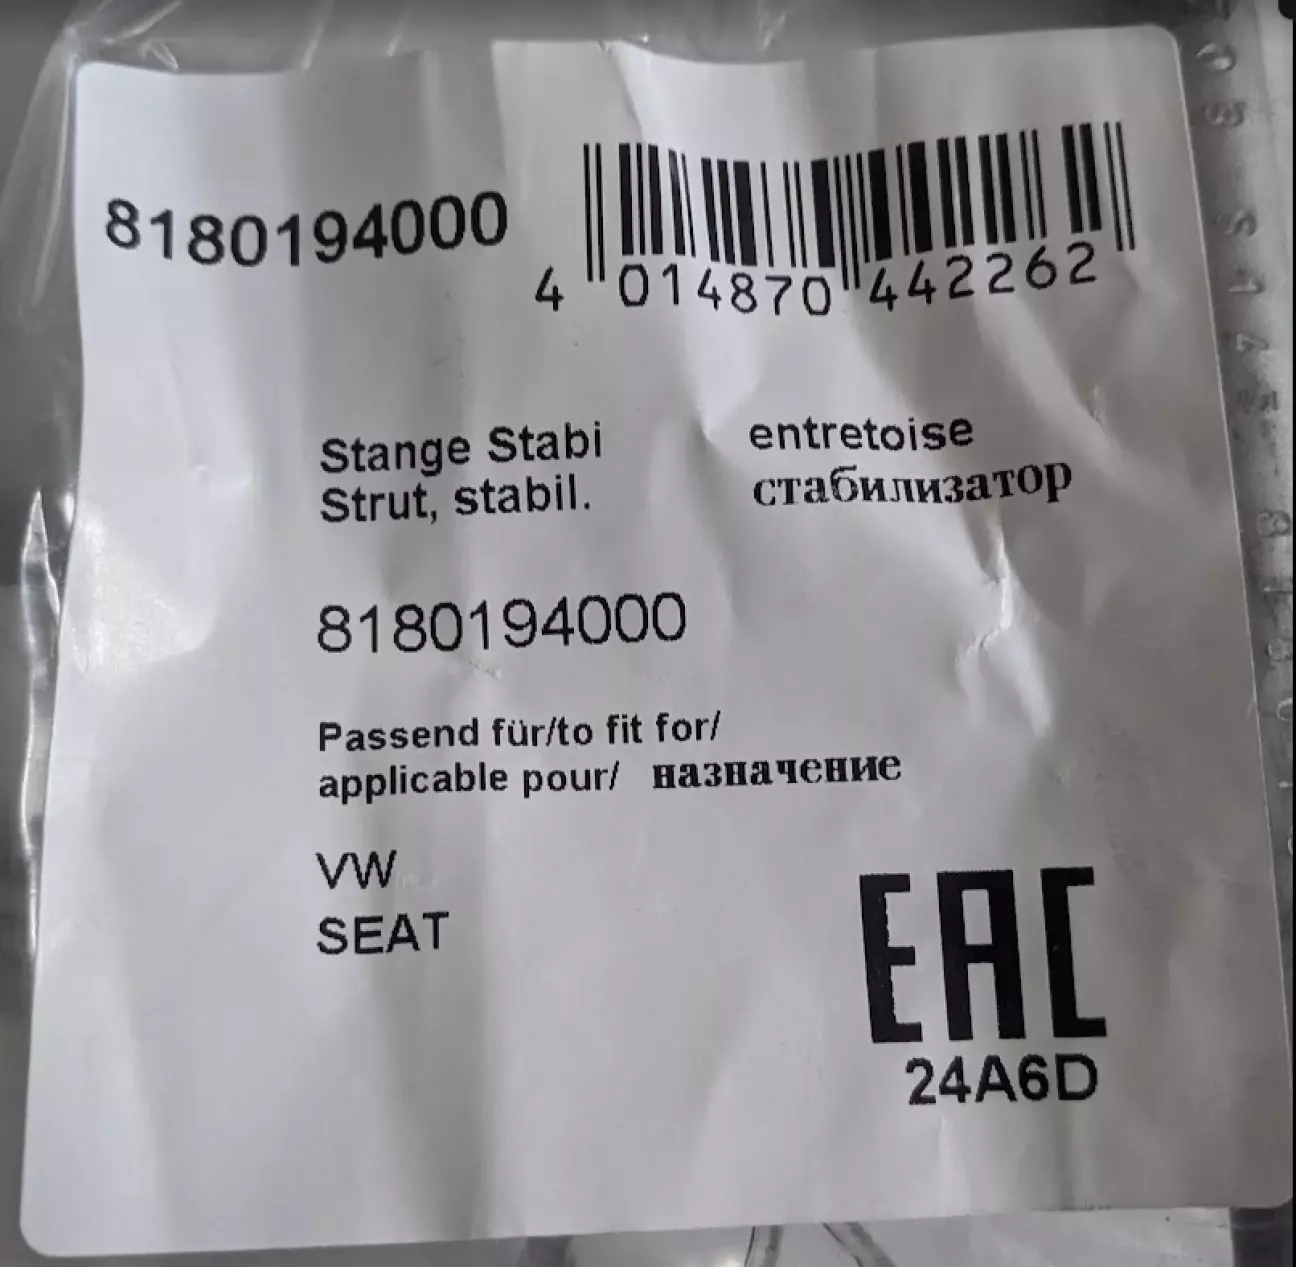 8180194000
4 014870 442262
Stange Stabi
Strut, stabil.
entretoise
стабилизатор
8180194000
Passend für/to fit for/
applicable pour/ назначение
VW
SEAT
EAC
24A6D